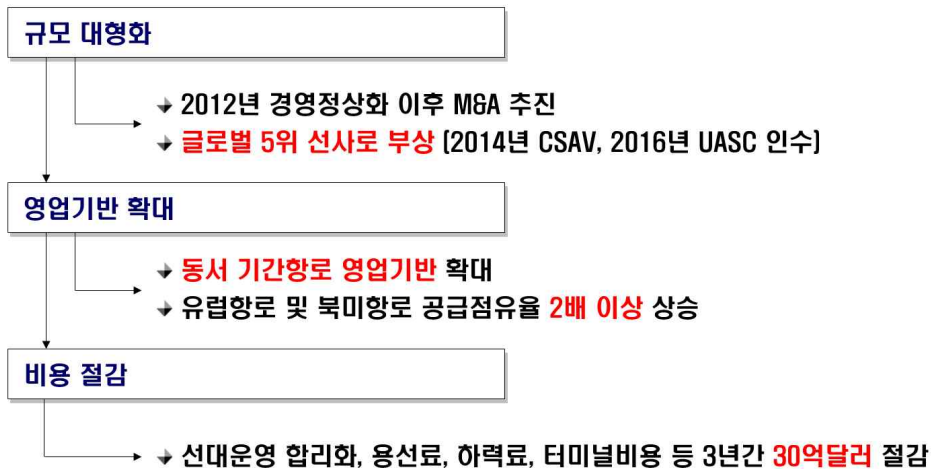 규모 대형화
2012년 경영정상화 이후 M&A 추진
글로벌 5위 선사로 부상 (2014년 CSAV, 2016년 UASC 인수)
영업기반 확대
동서 기간항로 영업기반 확대
유럽항로 및 북미항로 공급점유율 2배 이상 상승
비용 절감
선대운영 합리화, 용선료, 하력료, 터미널비용 등 3년간 30억달러 절감